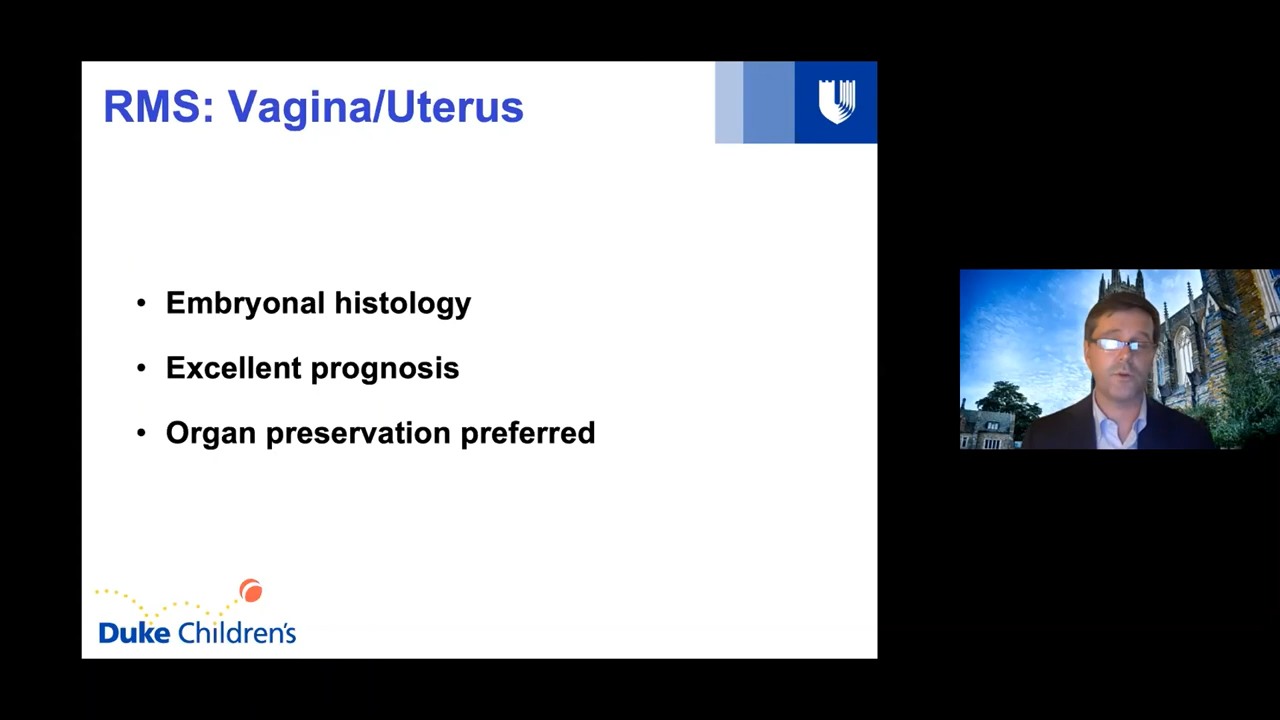 RMS: Vagina/Uterus
• Embryonal histology
• Excellent prognosis
• Organ preservation preferred
Duke Children's